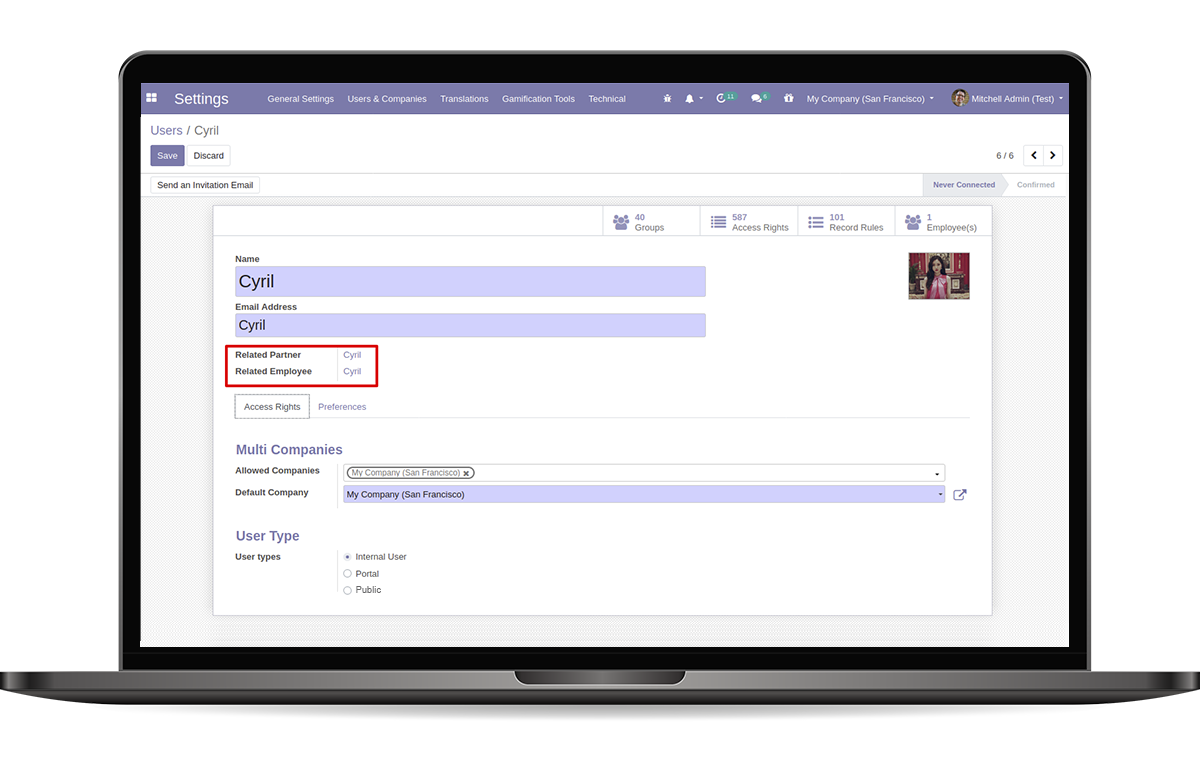 Settings General Settings Users & Companies Translations Gamification Tools Technical 11 6 My Company (San Francisco) Mitchell Admin (Test)
Users / Cyril
Save Discard 6 / 6
Send an Invitation Email Never Connected Confirmed
40 587 101 1
Groups Access Rights Record Rules Employee(s)
Name
Cyril
Email Address
Cyril
Related Partner Cyril
Related Employee Cyril
Access Rights Preferences
Multi Companies
Allowed Companies My Company (San Francisco)
Default Company My Company (San Francisco)
User Type
User types Internal User
Portal
Public